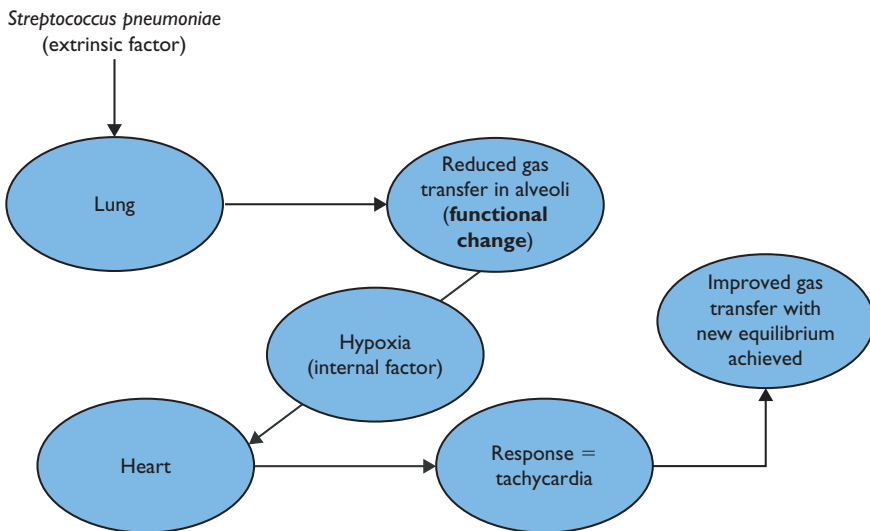 Streptococcus pneumoniae
(extrinsic factor)
Lung
Reduced gas
transfer in alveoli
(functional
change)
Hypoxia
(internal factor)
Improved gas
transfer with
new equilibrium
achieved
Heart
Response =
tachycardia